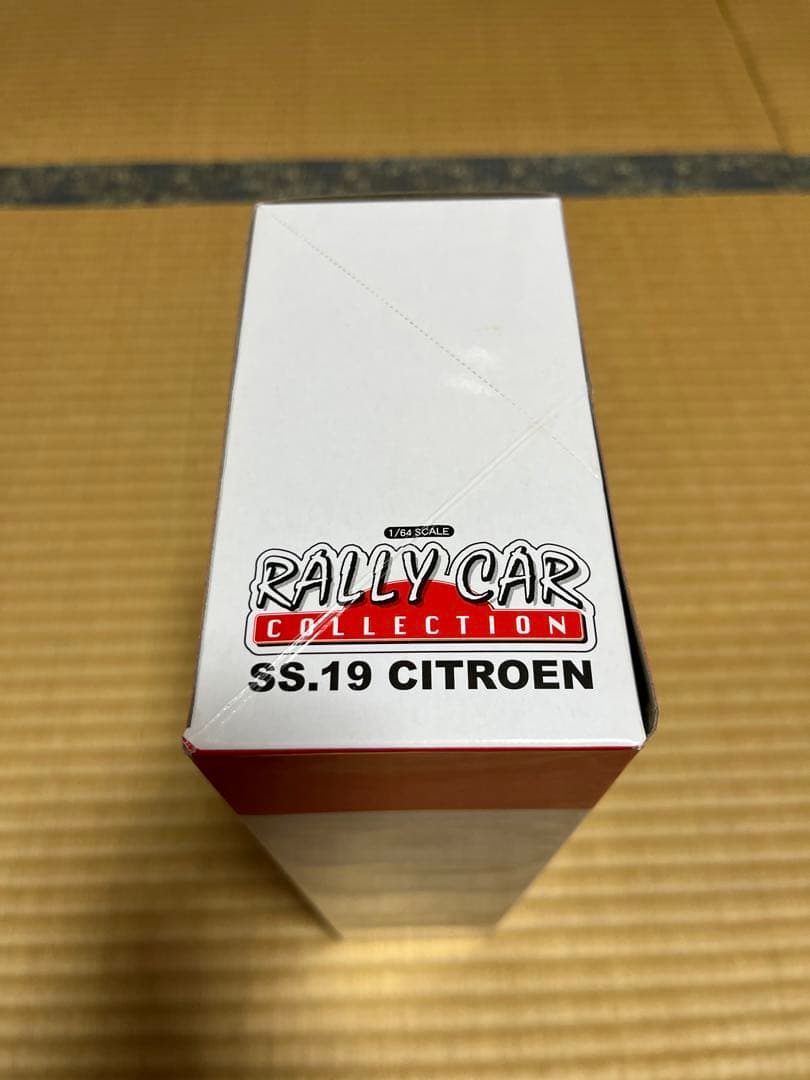 1/64 SCALE
RALLY CAR
COLLECTION
SS.19 CITROEN